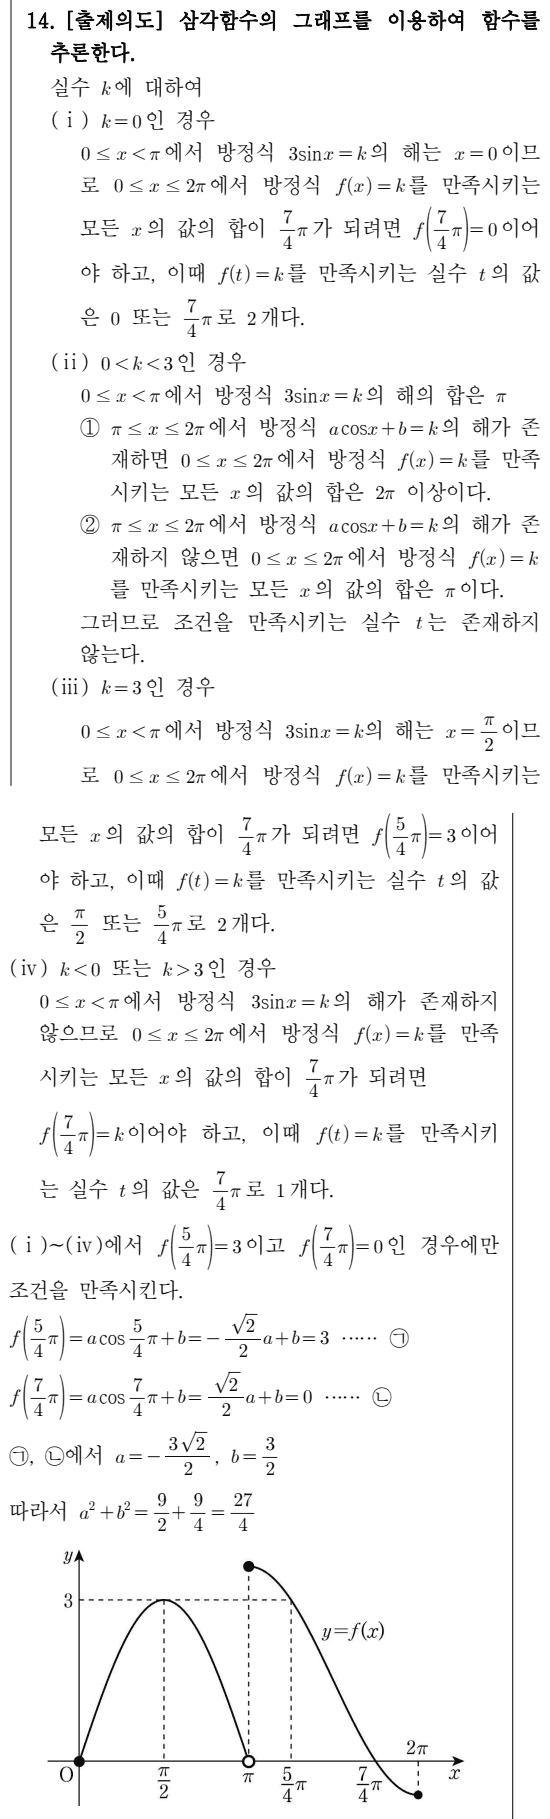 14. [출제의도] 삼각함수의 그래프를 이용하여 함수를
추론한다.
실수 k에 대하여
(ⅰ) k=0인 경우
0≤x<π에서 방정식 3sinx=k의 해는 x=0이므
로 0≤x≤2π에서 방정식 f(x)=k를 만족시키는
모든 x의 값의 합이 7/4π가 되려면 f(7/4π)=0이어
야 하고, 이때 f(t)=k를 만족시키는 실수 t의 값
은 0 또는 7/4π로 2개다.
(ⅱ) 0<k<3인 경우
0≤x<π에서 방정식 3sinx=k의 해의 합은 π
① π≤x≤2π에서 방정식 acosx+b=k의 해가 존
재하면 0≤x≤2π에서 방정식 f(x)=k를 만족
시키는 모든 x의 값의 합은 2π 이상이다.
② π≤x≤2π에서 방정식 acosx+b=k의 해가 존
재하지 않으면 0≤x≤2π에서 방정식 f(x)=k
를 만족시키는 모든 x의 값의 합은 π이다.
그러므로 조건을 만족시키는 실수 t는 존재하지
않는다.
(ⅲ) k=3인 경우
0≤x<π에서 방정식 3sinx=k의 해는 x=π/2이므
로 0≤x≤2π에서 방정식 f(x)=k를 만족시키는
모든 x의 값의 합이 7/4π가 되려면 f(5/4π)=3이어
야 하고, 이때 f(t)=k를 만족시키는 실수 t의 값
은 π/2 또는 5/4π로 2개다.
(ⅳ) k<0 또는 k>3인 경우
0≤x<π에서 방정식 3sinx=k의 해가 존재하지
않으므로 0≤x≤2π에서 방정식 f(x)=k를 만족
시키는 모든 x의 값의 합이 7/4π가 되려면
f(7/4π)=k이어야 하고, 이때 f(t)=k를 만족시키
는 실수 t의 값은 7/4π로 1개다.
(ⅰ)~(ⅳ)에서 f(5/4π)=3이고 f(7/4π)=0인 경우에만
조건을 만족시킨다.
f(5/4π)=acos5/4π+b=-√2/2a+b=3 ⋯⋯ ㉠
f(7/4π)=acos7/4π+b=√2/2a+b=0 ⋯⋯ ㉡
㉠, ㉡에서 a=-3√2/2, b=3/2
따라서 a²+b²=9/2+9/4=27/4
y
3
y=f(x)
2π
O π/2 π 5/4π 7/4π x